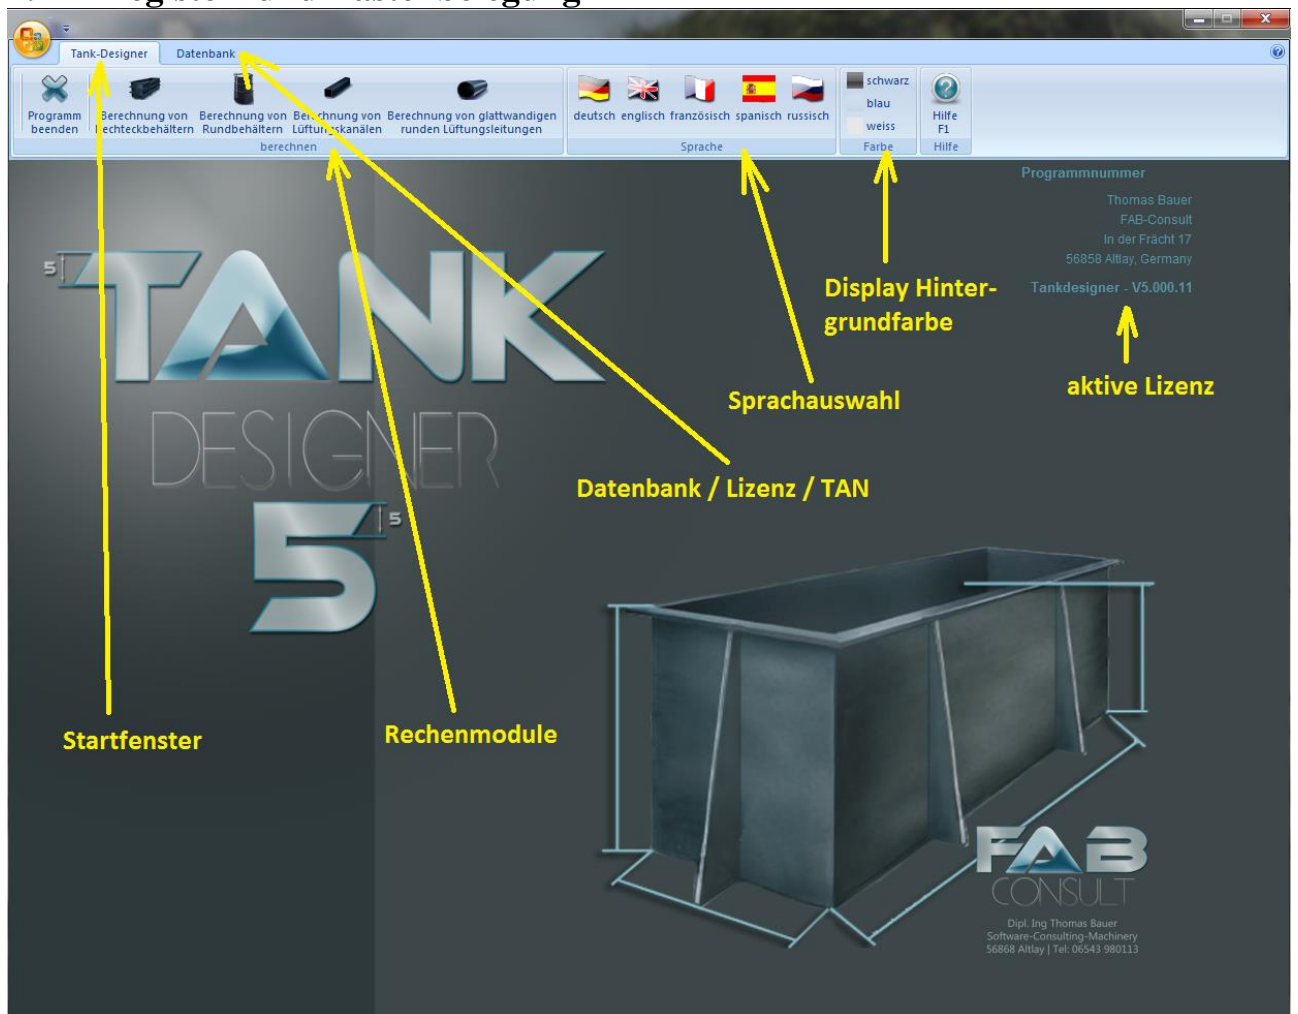 Tank-Designer Datenbank
Programm beenden
Berechnung von Rechteckbehältern
Berechnung von Rundbehältern
Berechnung von Lüftungskanälen
Berechnung von glattwandigen runden Lüftungsleitungen
berechnen
deutsch englisch französisch spanisch russisch
Sprache
schwarz
blau
weiss
Farbe
Hilfe
F1
Hilfe
Programmnummer
Thomas Bauer
FAB-Consult
In der Frächt 17
56858 Altlay, Germany
Tankdesigner - V5.000.11
5
TANK
DESIGNER
5
5
Display Hinter-
grundfarbe
aktive Lizenz
Sprachauswahl
Datenbank / Lizenz / TAN
Startfenster
Rechenmodule
FAB
CONSULT
Dipl. Ing Thomas Bauer
Software-Consulting-Machinery
56868 Altlay | Tel: 06543 980113